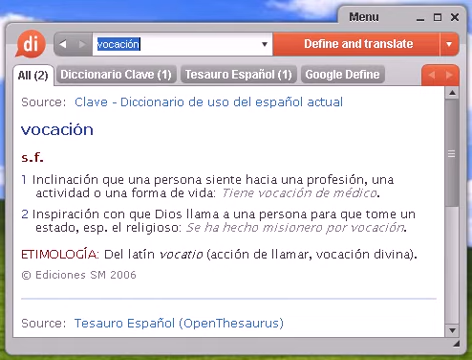 Menu
di
vocación
Define and translate
All (2)
Diccionario Clave (1)
Tesauro Español (1)
Google Define
Source: Clave - Diccionario de uso del español actual
vocación
s.f.
1 Inclinación que una persona siente hacia una profesión, una
actividad o una forma de vida: Tiene vocación de médico.
2 Inspiración con que Dios llama a una persona para que tome un
estado, esp. el religioso: Se ha hecho misionero por vocación.
ETIMOLOGÍA: Del latín vocatio (acción de llamar, vocación divina).
© Ediciones SM 2006
Source: Tesauro Español (OpenThesaurus)